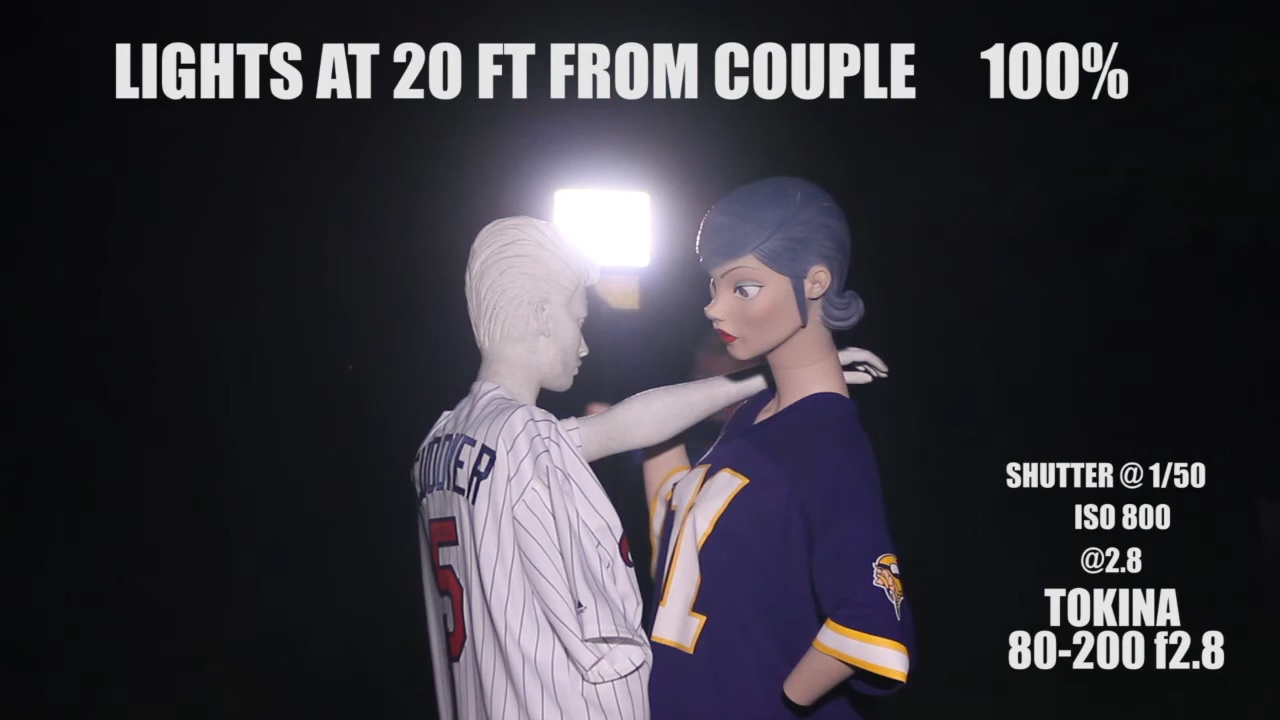 LIGHTS AT 20 FT FROM COUPLE 100%
5
SHUTTER @ 1/50
ISO 800
@2.8
TOKINA
80-200 f2.8